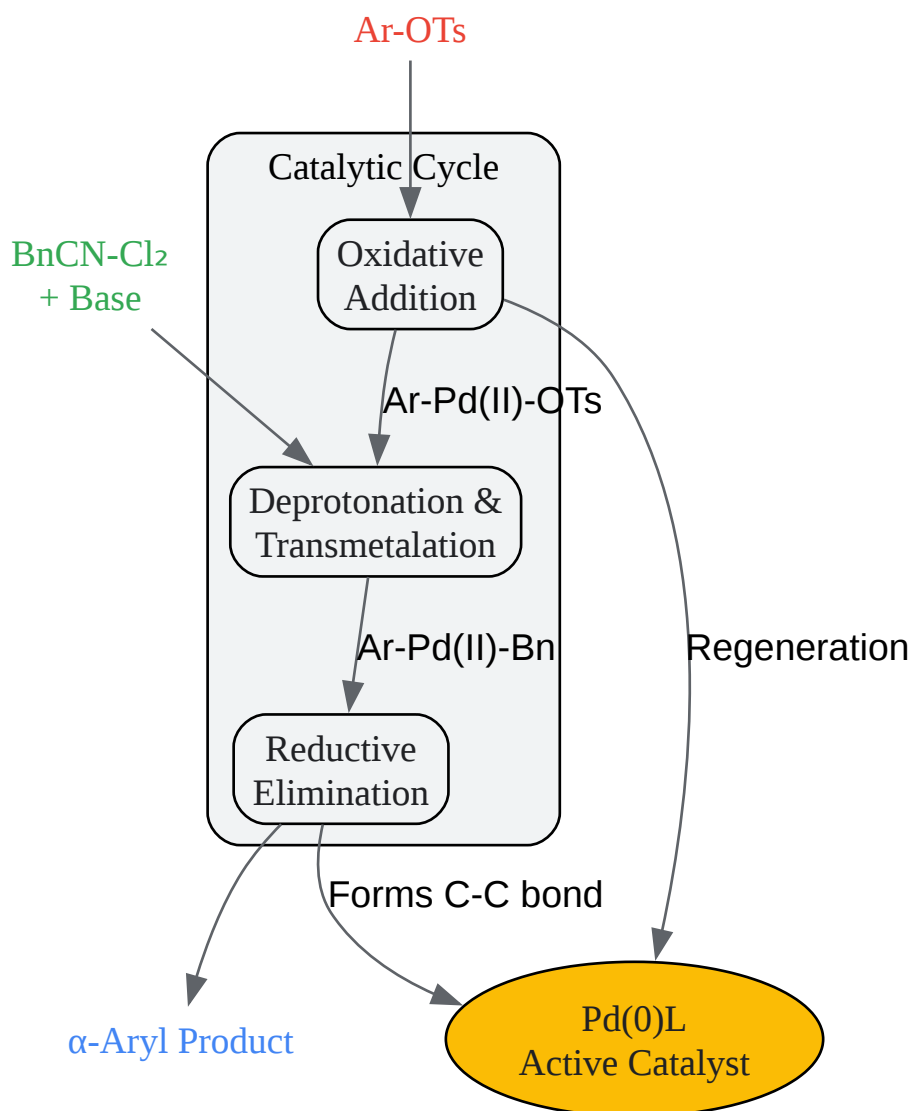 Ar-OTs
Catalytic Cycle
Oxidative
Addition
BnCN-Cl₂
+ Base
Ar-Pd(II)-OTs
Deprotonation &
Transmetalation
Ar-Pd(II)-Bn
Regeneration
Reductive
Elimination
Forms C-C bond
α-Aryl Product
Pd(0)L
Active Catalyst